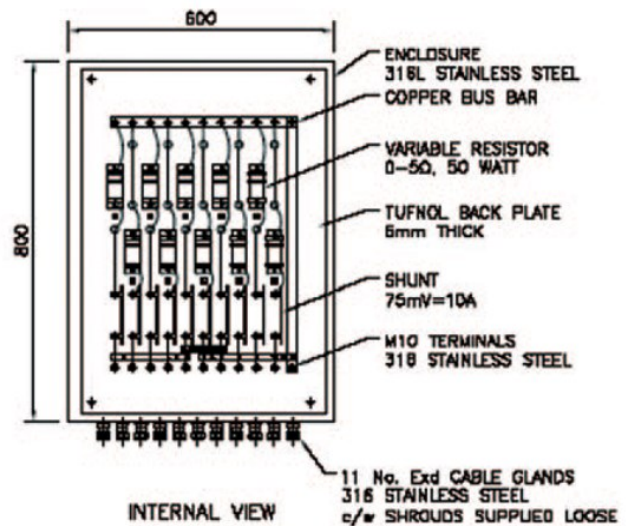 600
800
ENCLOSURE
316L STAINLESS STEEL
COPPER BUS BAR
VARIABLE RESISTOR
0-5Ω, 50 WATT
TUFNOL BACK PLATE
6mm THICK
SHUNT
75mV=10A
M10 TERMINALS
316 STAINLESS STEEL
11 No. Exd CABLE GLANDS
316 STAINLESS STEEL
c/w SHROUDS SUPPLIED LOOSE
INTERNAL VIEW